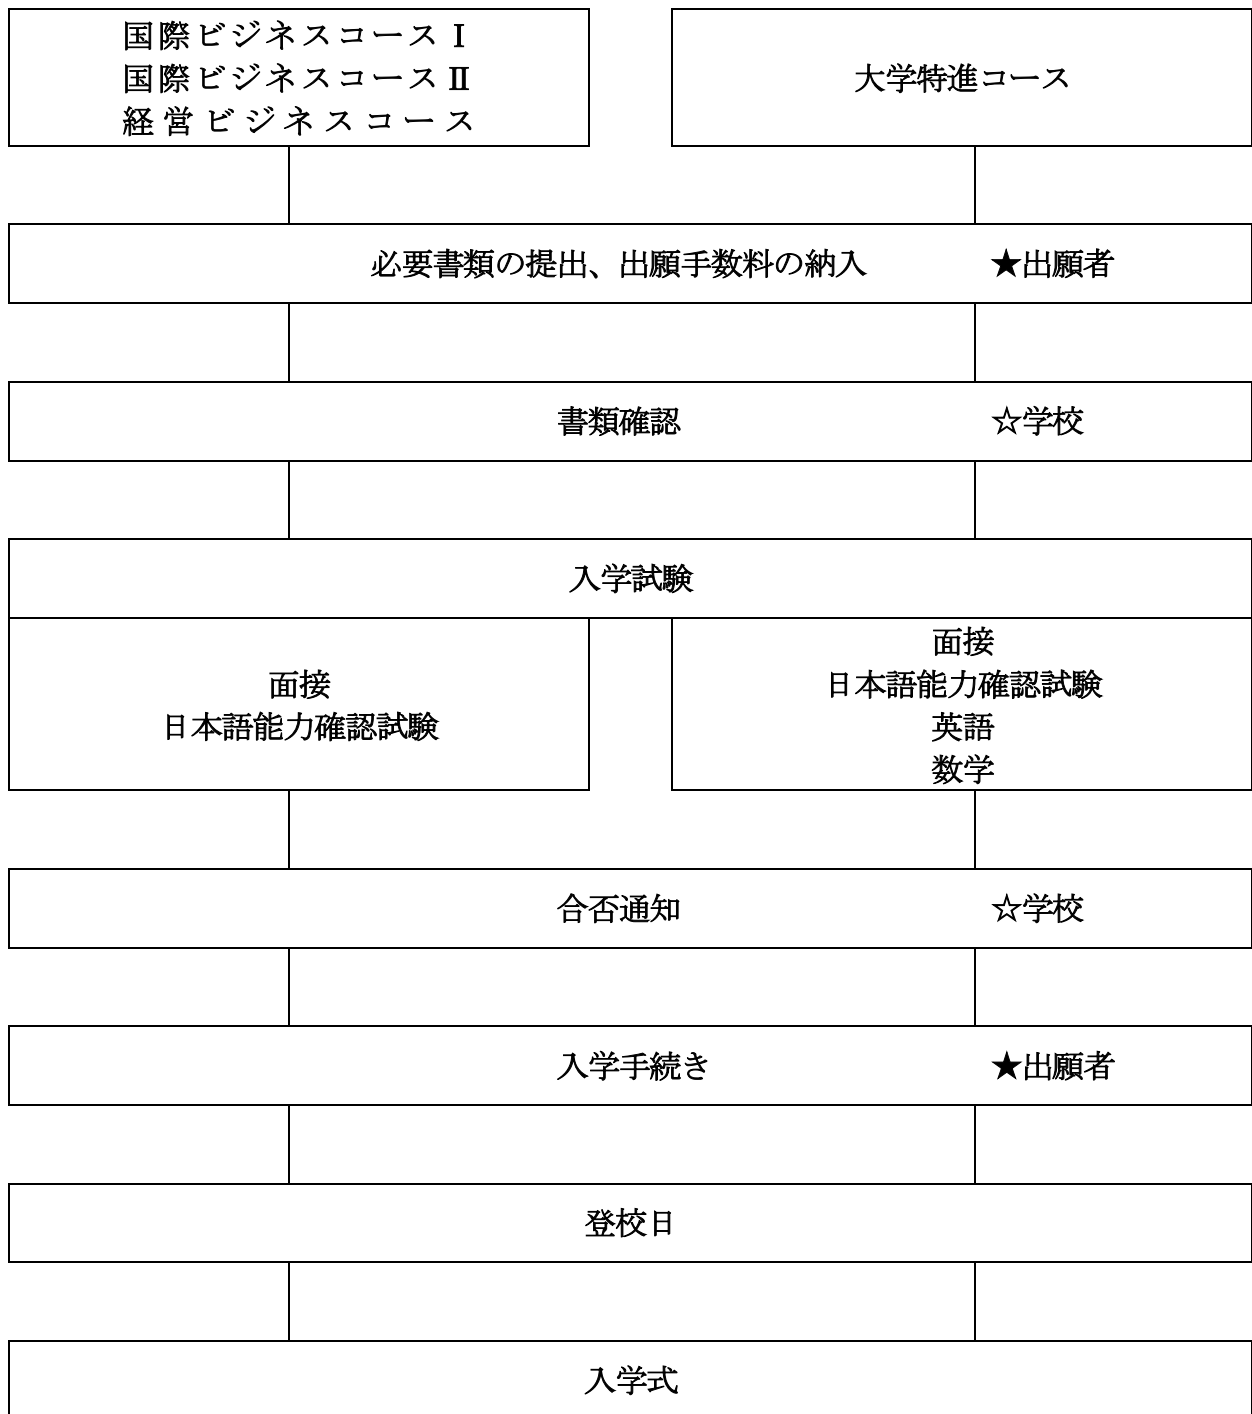 国際ビジネスコースⅠ
国際ビジネスコースⅡ
経営ビジネスコース
大学特進コース
必要書類の提出、出願手数料の納入 ★出願者
書類確認 ☆学校
入学試験
面接
日本語能力確認試験
面接
日本語能力確認試験
英語
数学
合否通知 ☆学校
入学手続き ★出願者
登校日
入学式